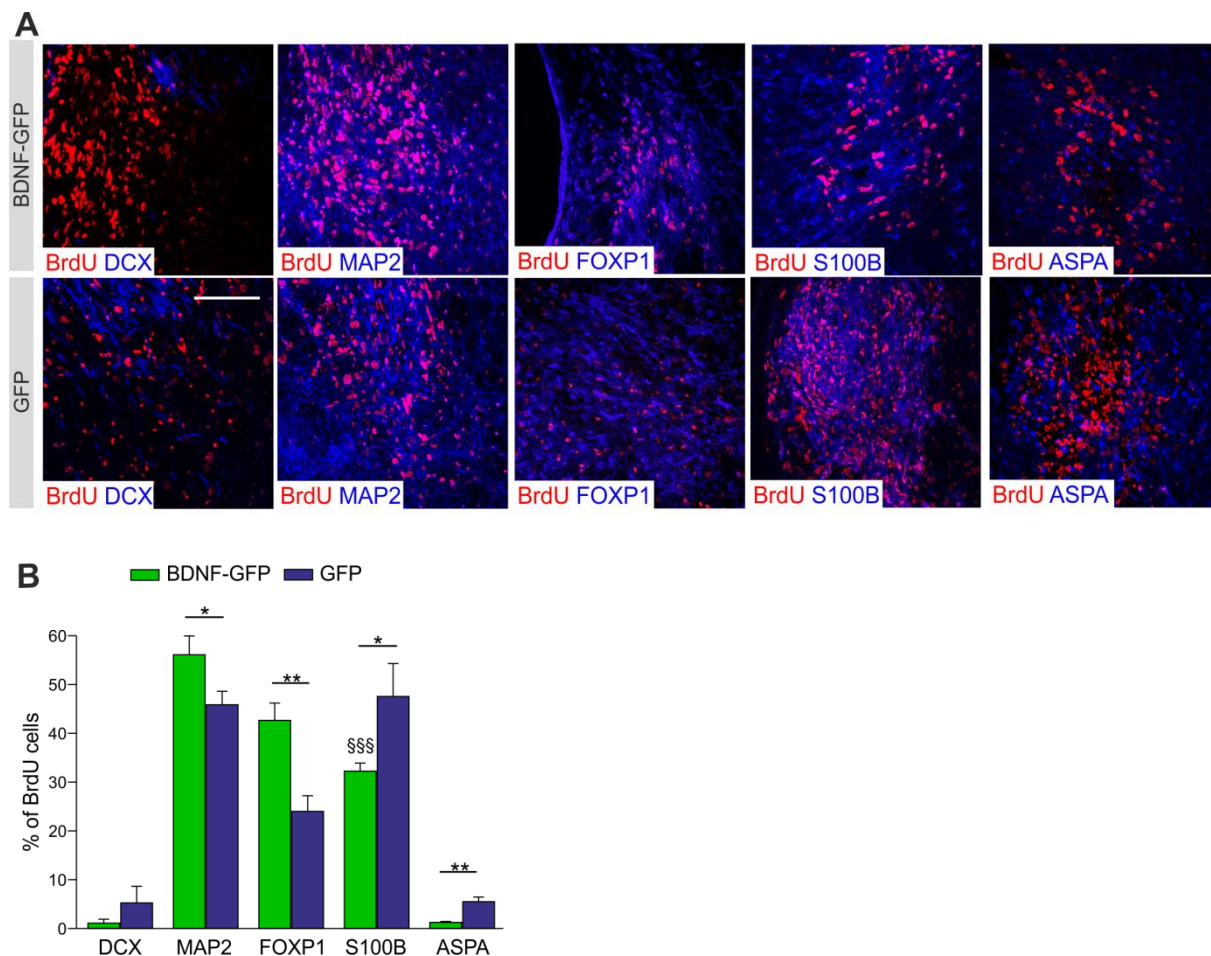 A
BDNF-GFP
BrdU DCX
BrdU MAP2
BrdU FOXP1
BrdU S100B
BrdU ASPA
GFP
BrdU DCX
BrdU MAP2
BrdU FOXP1
BrdU S100B
BrdU ASPA
B
BDNF-GFP
GFP
% of BrdU cells
60
50
40
30
20
10
0
*
**
§§§
*
**
DCX
MAP2
FOXP1
S100B
ASPA